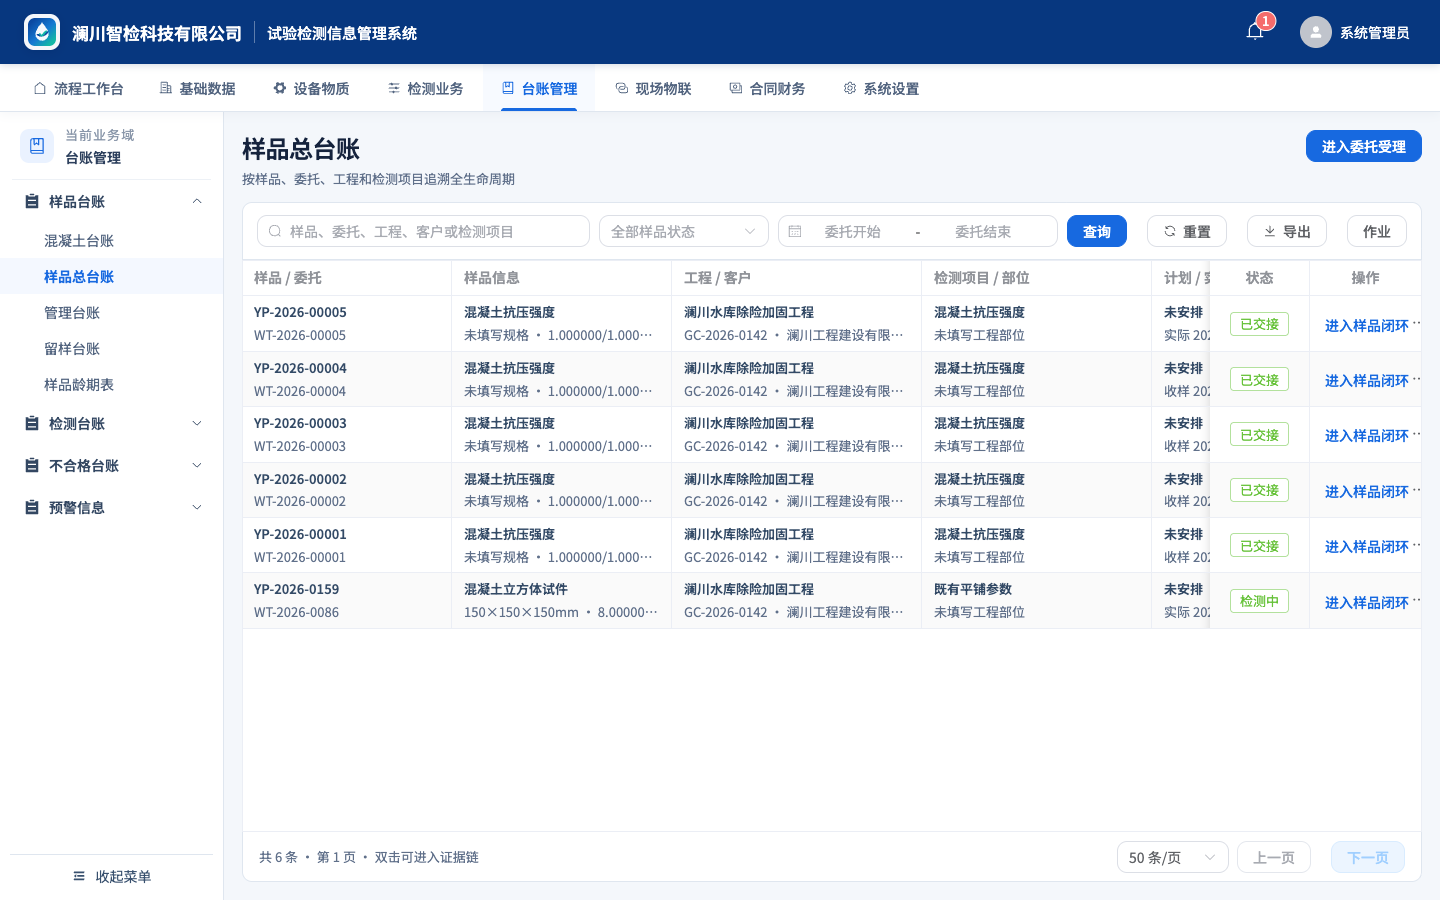 澜川智检科技有限公司
试验检测信息管理系统
1
系统管理员
流程工作台
基础数据
设备物质
检测业务
台账管理
现场物联
合同财务
系统设置
当前业务域
台账管理
样品台账
混凝土台账
样品总台账
管理台账
留样台账
样品龄期表
检测台账
不合格台账
预警信息
收起菜单
样品总台账
按样品、委托、工程和检测项目追溯全生命周期
进入委托受理
样品、委托、工程、客户或检测项目
全部样品状态
委托开始 - 委托结束
查询
重置
导出
作业
样品 / 委托 样品信息 工程 / 客户 检测项目 / 部位 计划 / 状态 操作
YP-2026-00005 混凝土抗压强度 澜川水库除险加固工程 混凝土抗压强度 未安排 已交接 进入样品闭环 ···
WT-2026-00005 未填写规格 • 1.000000/1.000··· GC-2026-0142 • 澜川工程建设有限··· 未填写工程部位 实际 202
YP-2026-00004 混凝土抗压强度 澜川水库除险加固工程 混凝土抗压强度 未安排 已交接 进入样品闭环 ···
WT-2026-00004 未填写规格 • 1.000000/1.000··· GC-2026-0142 • 澜川工程建设有限··· 未填写工程部位 收样 202
YP-2026-00003 混凝土抗压强度 澜川水库除险加固工程 混凝土抗压强度 未安排 已交接 进入样品闭环 ···
WT-2026-00003 未填写规格 • 1.000000/1.000··· GC-2026-0142 • 澜川工程建设有限··· 未填写工程部位 收样 202
YP-2026-00002 混凝土抗压强度 澜川水库除险加固工程 混凝土抗压强度 未安排 已交接 进入样品闭环 ···
WT-2026-00002 未填写规格 • 1.000000/1.000··· GC-2026-0142 • 澜川工程建设有限··· 未填写工程部位 收样 202
YP-2026-00001 混凝土抗压强度 澜川水库除险加固工程 混凝土抗压强度 未安排 已交接 进入样品闭环 ···
WT-2026-00001 未填写规格 • 1.000000/1.000··· GC-2026-0142 • 澜川工程建设有限··· 未填写工程部位 收样 202
YP-2026-0159 混凝土立方体试件 澜川水库除险加固工程 既有平铺参数 未安排 检测中 进入样品闭环 ···
WT-2026-0086 150×150×150mm • 8.00000··· GC-2026-0142 • 澜川工程建设有限··· 未填写工程部位 实际 202
共 6 条 • 第 1 页 • 双击可进入证据链
50 条/页
上一页
下一页